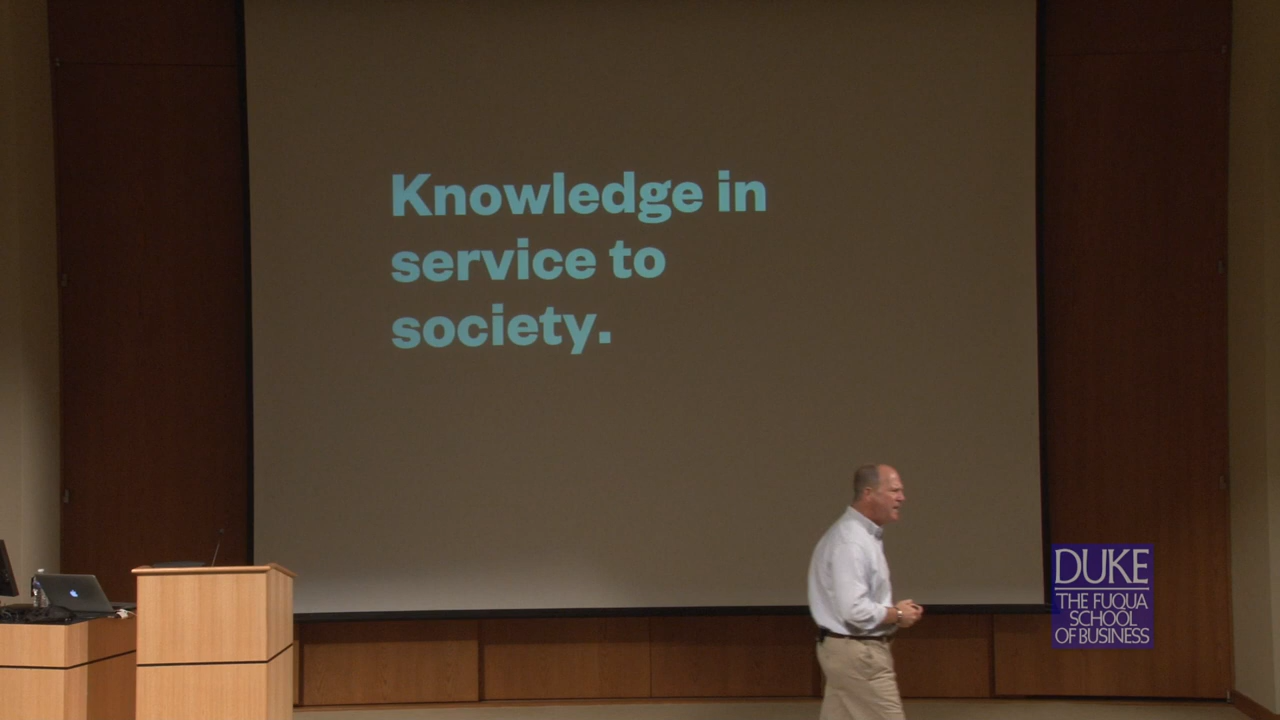 Knowledge in
service to
society.
DUKE
THE FUQUA
SCHOOL
OF BUSINESS